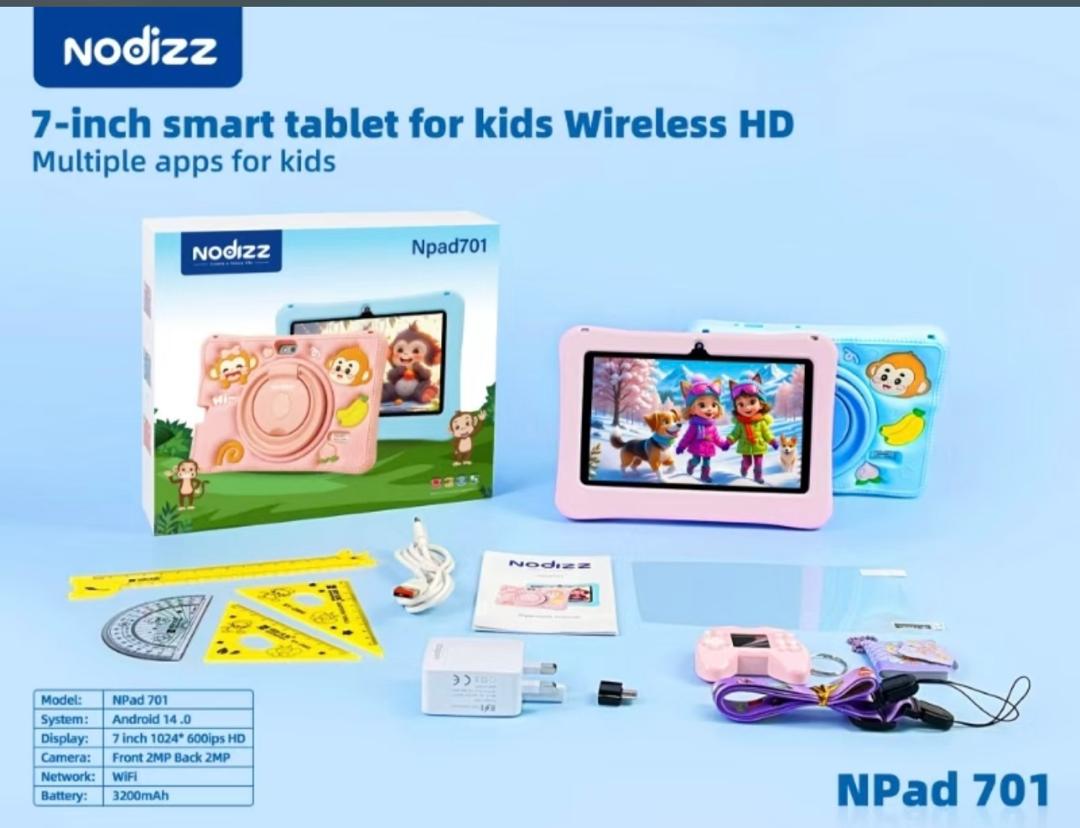 Nodizz
7-inch smart tablet for kids Wireless HD
Multiple apps for kids
Nodizz
Npad701
Hi
Nodizz
Model: NPad 701
System: Android 14 .0
Display: 7 inch 1024* 600ips HD
Camera: Front 2MP Back 2MP
Network: WiFi
Battery: 3200mAh
NPad 701